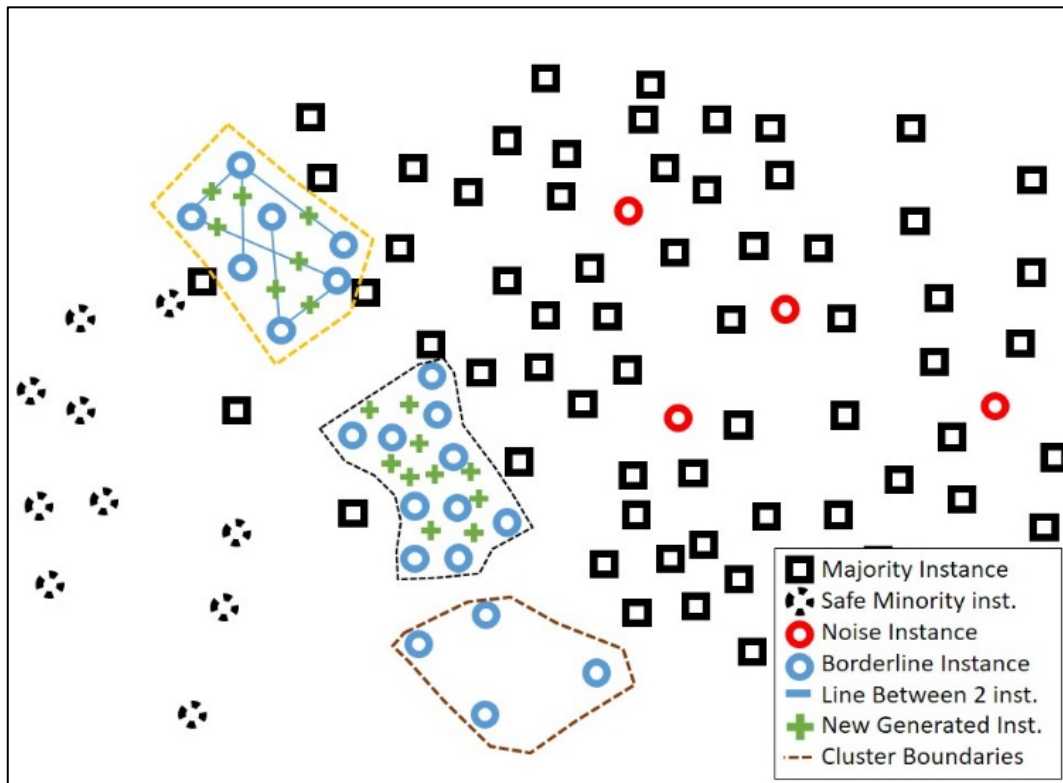 Majority Instance
Safe Minority inst.
Noise Instance
Borderline Instance
Line Between 2 inst.
New Generated Inst.
Cluster Boundaries